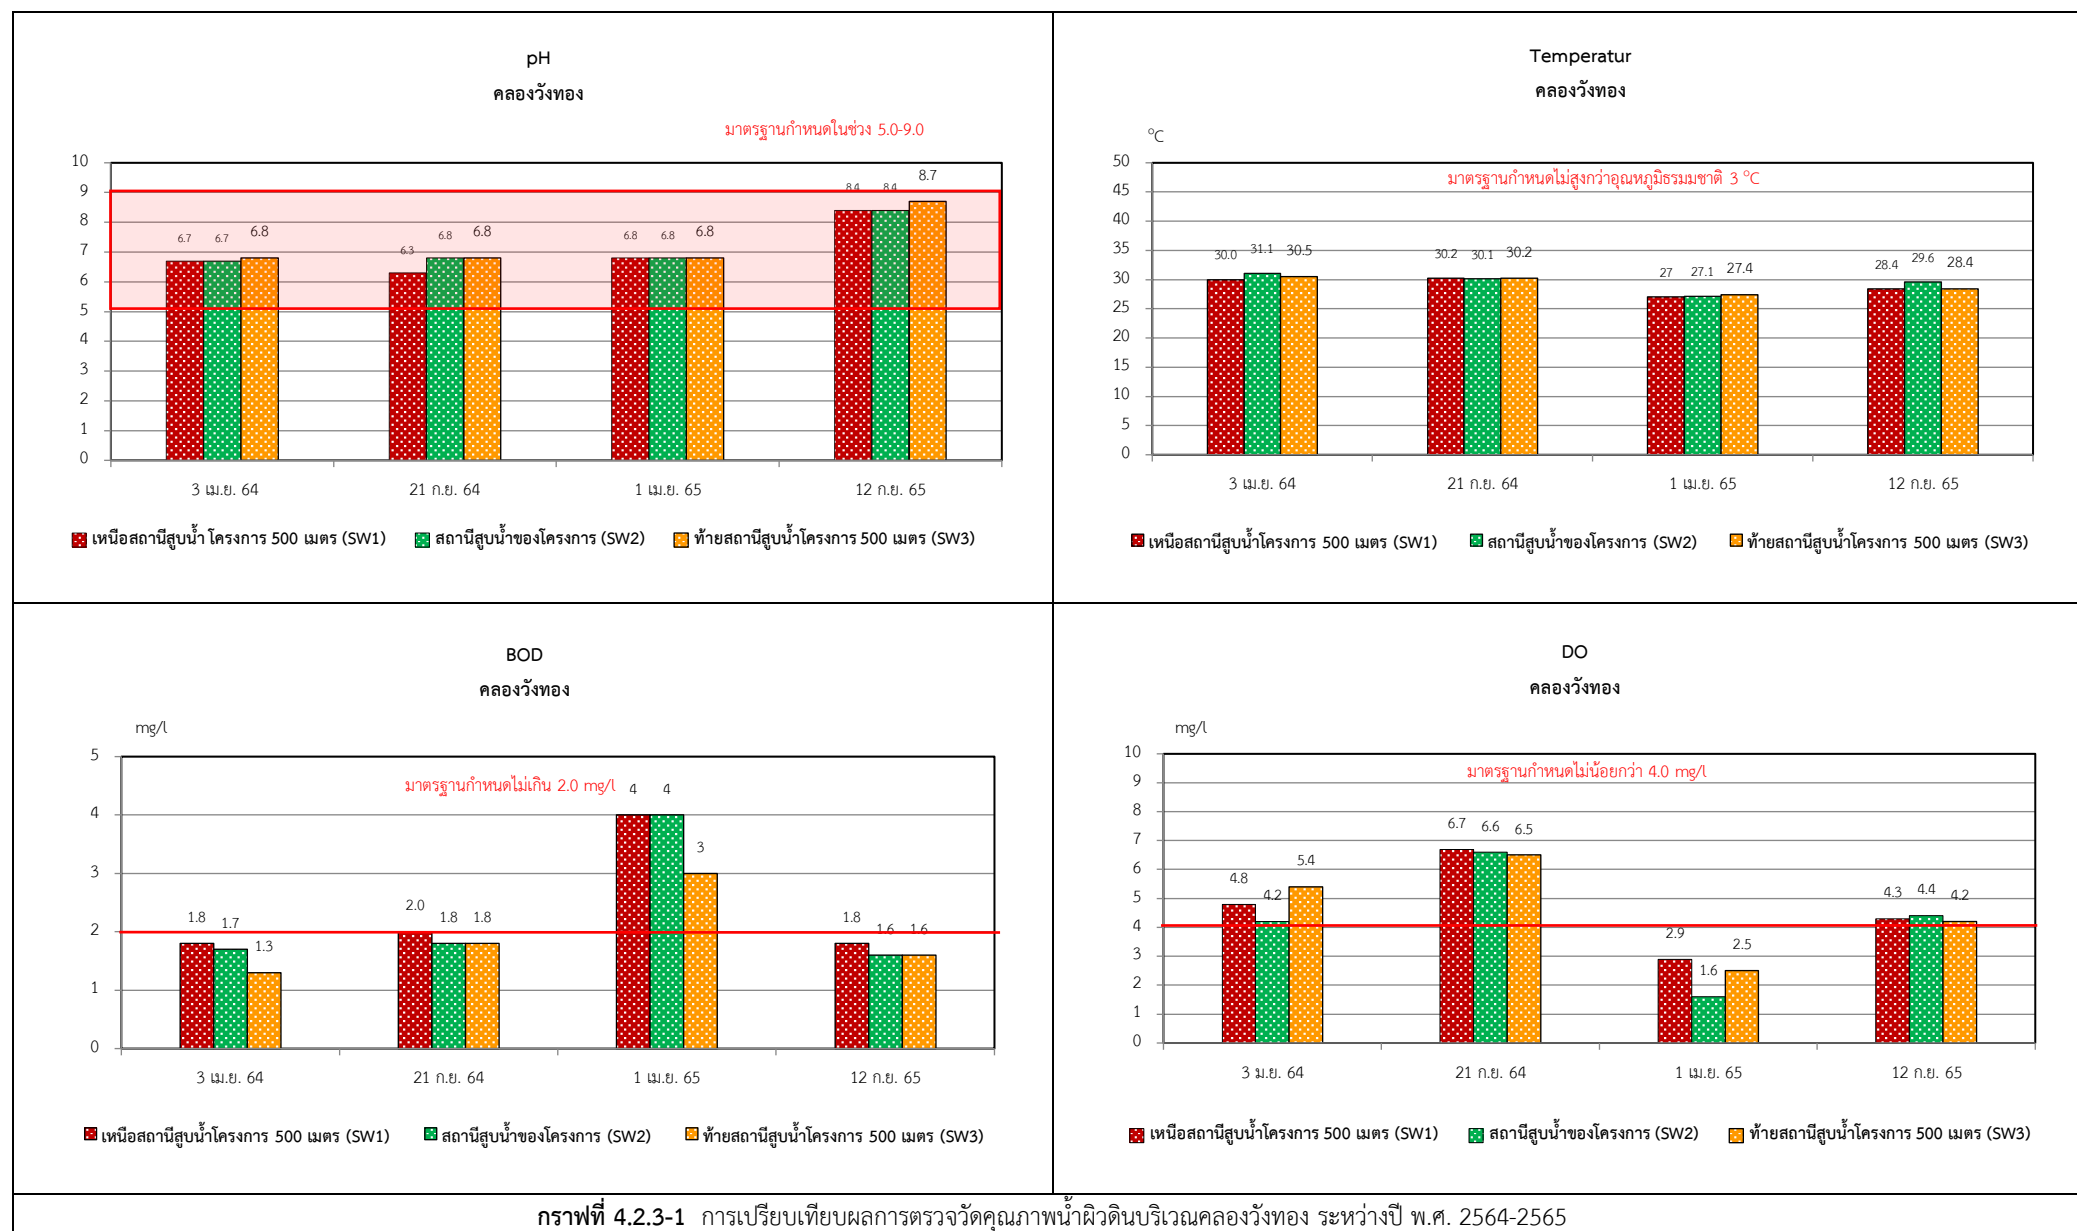 pH
คลองวังทอง
มาตรฐานกำหนดในช่วง 5.0-9.0
10
9
8
7
6
5
4
3
2
1
0
6.7 6.7 6.8
6.3 6.8 6.8
6.8 6.8 6.8
8.4 8.4 8.7
3 เม.ย. 64 21 ก.ย. 64 1 เม.ย. 65 12 ก.ย. 65
เหนือสถานีสูบน้ำ โครงการ 500 เมตร (SW1) สถานีสูบน้ำของโครงการ (SW2) ท้ายสถานีสูบน้ำโครงการ 500 เมตร (SW3)
Temperatur
คลองวังทอง
°C
มาตรฐานกำหนดไม่สูงกว่าอุณหภูมิธรมมชาติ 3 °C
50
45
40
35
30
25
20
15
10
5
0
30.0 31.1 30.5
30.2 30.1 30.2
27 27.1 27.4
28.4 29.6 28.4
3 เม.ย. 64 21 ก.ย. 64 1 เม.ย. 65 12 ก.ย. 65
เหนือสถานีสูบน้ำโครงการ 500 เมตร (SW1) สถานีสูบน้ำของโครงการ (SW2) ท้ายสถานีสูบน้ำโครงการ 500 เมตร (SW3)
BOD
คลองวังทอง
mg/l
มาตรฐานกำหนดไม่เกิน 2.0 mg/l
5
4
3
2
1
0
1.8 1.7 1.3
2.0 1.8 1.8
4 4 3
1.8 1.6 1.6
3 เม.ย. 64 21 ก.ย. 64 1 เม.ย. 65 12 ก.ย. 65
เหนือสถานีสูบน้ำโครงการ 500 เมตร (SW1) สถานีสูบน้ำของโครงการ (SW2) ท้ายสถานีสูบน้ำโครงการ 500 เมตร (SW3)
DO
คลองวังทอง
mg/l
มาตรฐานกำหนดไม่น้อยกว่า 4.0 mg/l
10
9
8
7
6
5
4
3
2
1
0
4.8 4.2 5.4
6.7 6.6 6.5
2.9 1.6 2.5
4.3 4.4 4.2
3 ม.ย. 64 21 ก.ย. 64 1 เม.ย. 65 12 ก.ย. 65
เหนือสถานีสูบน้ำโครงการ 500 เมตร (SW1) สถานีสูบน้ำของโครงการ (SW2) ท้ายสถานีสูบน้ำโครงการ 500 เมตร (SW3)
กราฟที่ 4.2.3-1 การเปรียบเทียบผลการตรวจวัดคุณภาพน้ำผิวดินบริเวณคลองวังทอง ระหว่างปี พ.ศ. 2564-2565